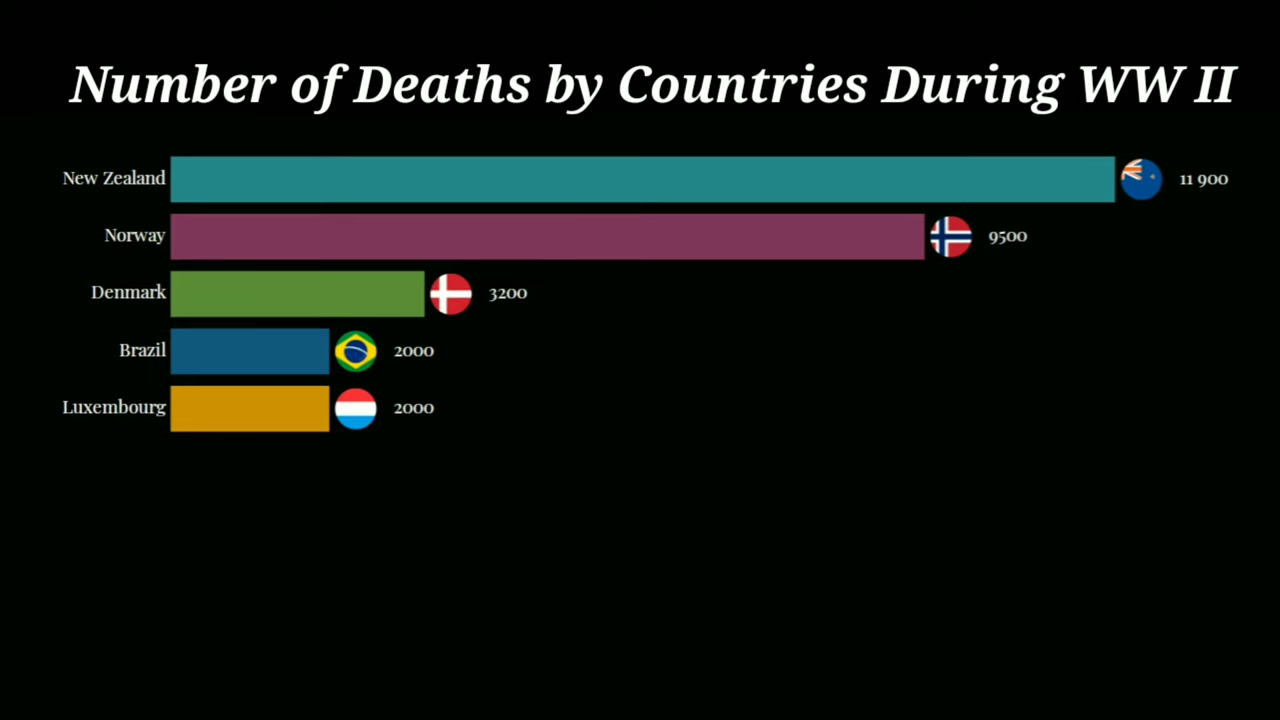 Number of Deaths by Countries During WW II
New Zealand 11 900
Norway 9500
Denmark 3200
Brazil 2000
Luxembourg 2000